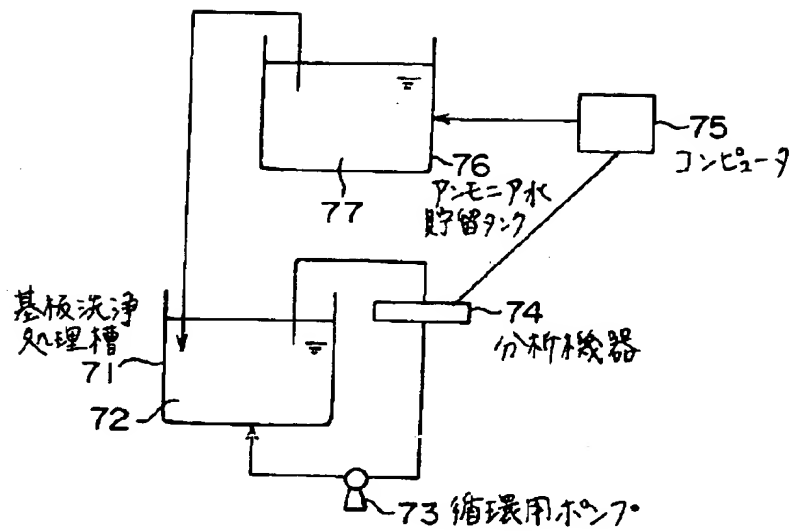 75
コンピュータ
76
アンモニア水
貯留タンク
77
基板洗浄
処理槽
71
72
74
分析機器
73 循環用ポンプ